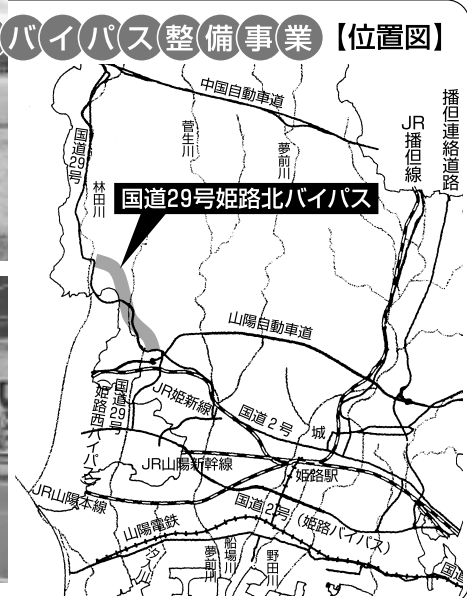 バイパス整備事業【位置図】
中国自動車道
播但連絡道路
JR播但線
国道29号
菅生川
夢前川
林田川
国道29号姫路北バイパス
山陽自動車道
JR姫新線
国道29号
姫路西バイパス
国道2号
城
JR山陽新幹線
姫路駅
JR山陽本線
国道2号(姫路バイパス)
山陽電鉄
夢前川
船場川
野田川
国道